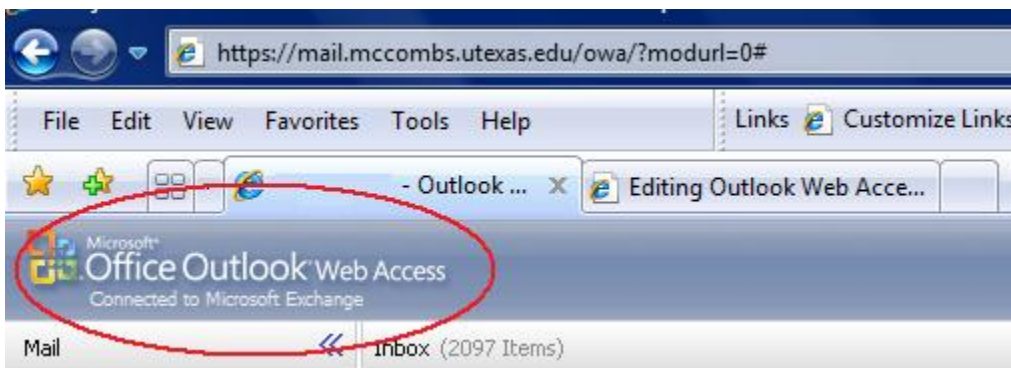 https://mail.mccombs.utexas.edu/owa/?modurl=0#
File Edit View Favorites Tools Help Links Customize Links
- Outlook ... Editing Outlook Web Acce...
Microsoft
Office Outlook Web Access
Connected to Microsoft Exchange
Mail Inbox (2097 Items)